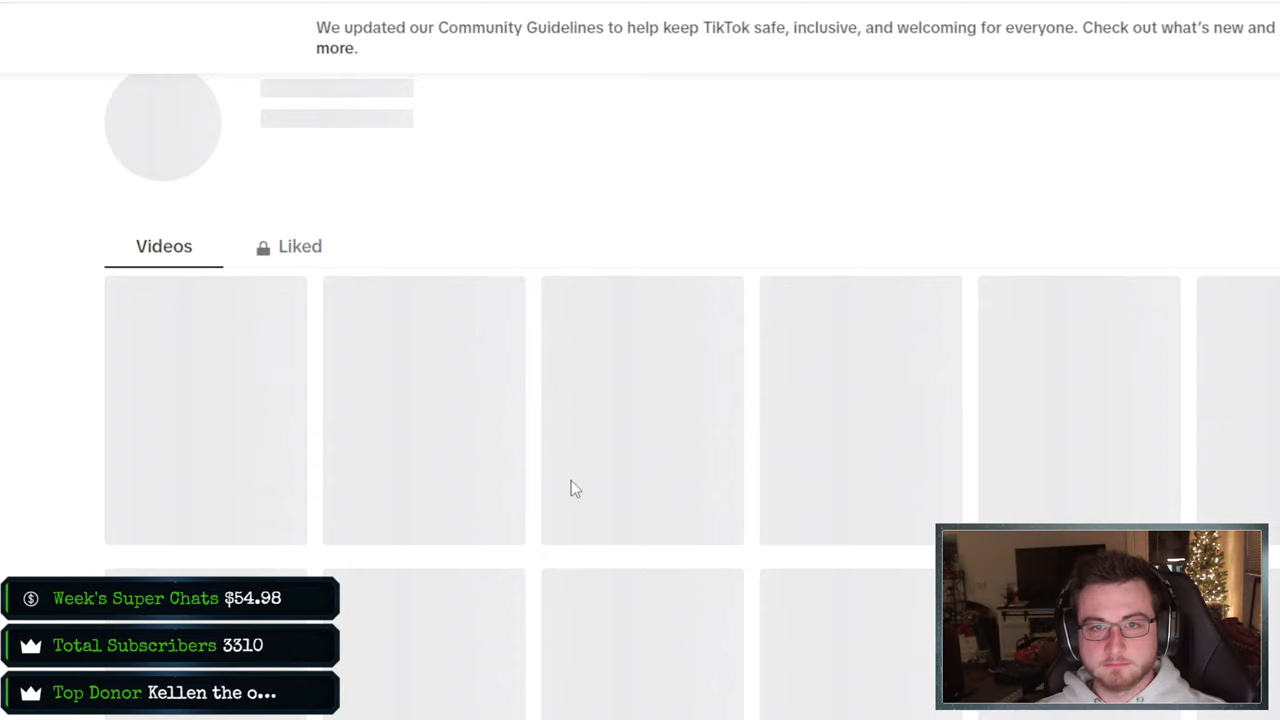 We updated our Community Guidelines to help keep TikTok safe, inclusive, and welcoming for everyone. Check out what's new and
more.
Videos
Liked
Week's Super Chats $54.98
Total Subscribers 3310
Top Donor Kellen the o...